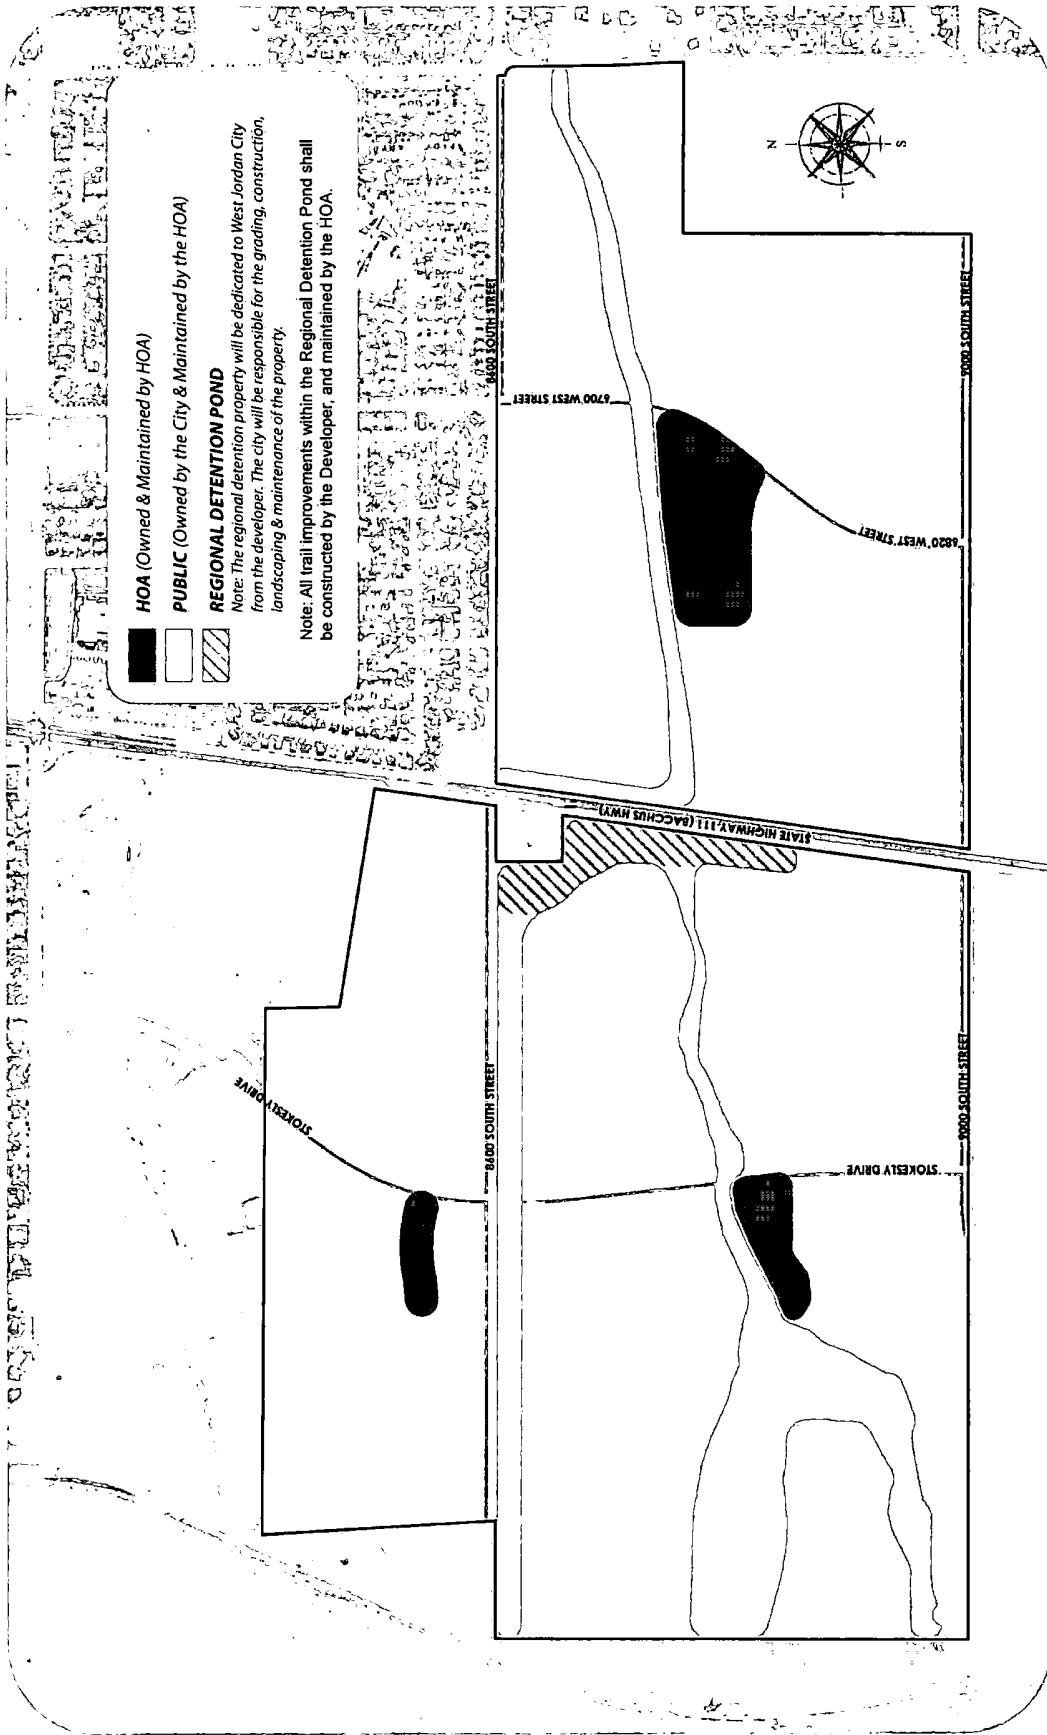 HOA (Owned & Maintained by HOA)
PUBLIC (Owned by the City & Maintained by the HOA)
REGIONAL DETENTION POND
Note: The regional detention property will be dedicated to West Jordan City
from the developer. The city will be responsible for the grading, construction,
landscaping & maintenance of the property.
Note: All trail improvements within the Regional Detention Pond shall
be constructed by the Developer, and maintained by the HOA.
N
S
8600 SOUTH STREET
6700 WEST STREET
6820 WEST STREET
9000 SOUTH STREET
STATE HIGHWAY 111 (BACCHUS HWY)
STOKESLY DRIVE
8600 SOUTH STREET
STOKESLY DRIVE
9000 SOUTH STREET